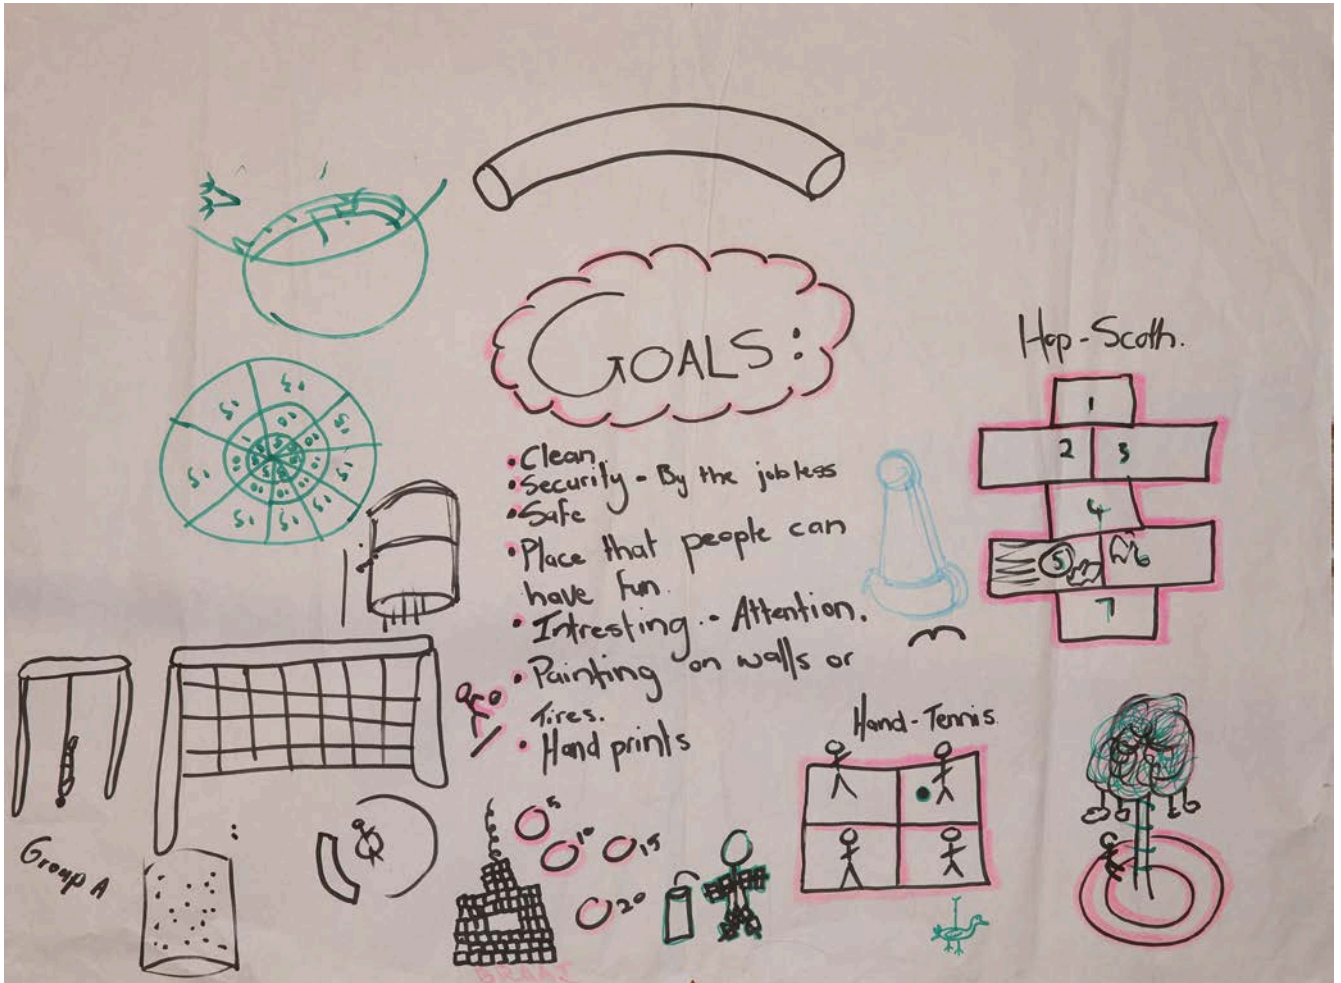 GOALS:
Hop-Scoth.
1
2 3
4
5 6
7
• Clean
• Security - By the jobless
• Safe
• Place that people can
have fun
• Intresting - Attention.
• Painting on walls or
Tires.
• Hand prints
Hand-Tennis
Group A
5
10
15
20
BRAAI